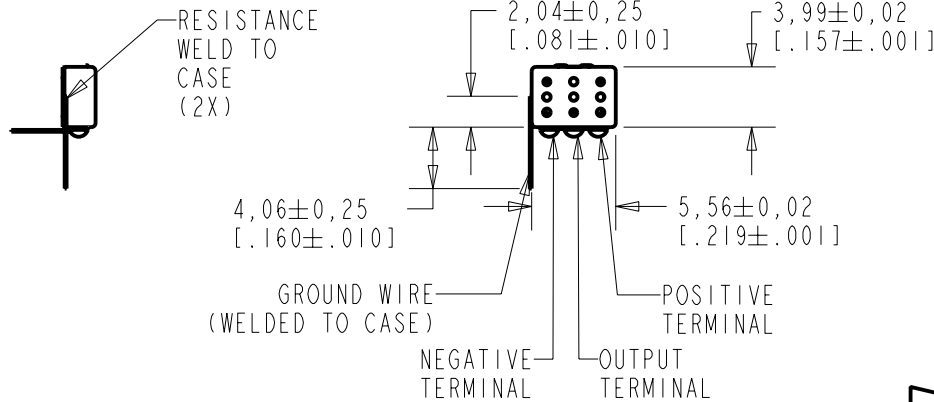 RESISTANCE
WELD TO
CASE
(2X)
2,04±0,25
[.081±.010]
3,99±0,02
[.157±.001]
4,06±0,25
[.160±.010]
5,56±0,02
[.219±.001]
GROUND WIRE
(WELDED TO CASE)
POSITIVE
TERMINAL
NEGATIVE
TERMINAL
OUTPUT
TERMINAL